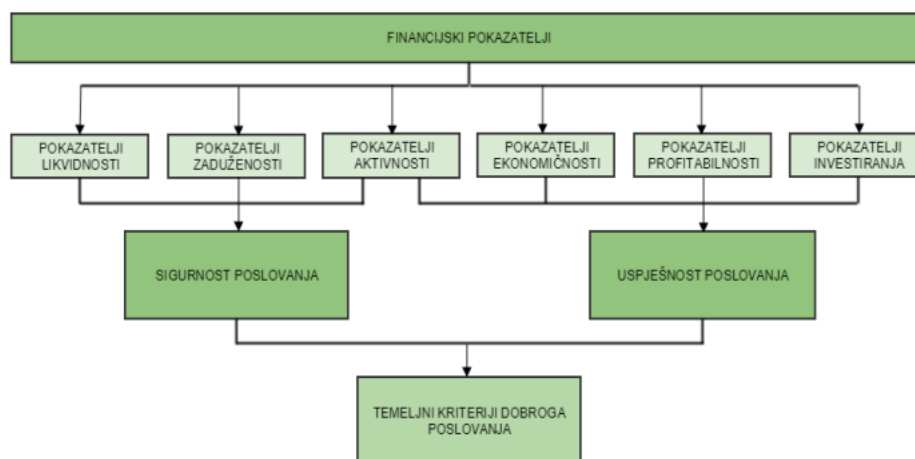 FINANCIJSKI POKAZATELJI
POKAZATELJI
LIKVIDNOSTI
POKAZATELJI
ZADUŽENOSTI
POKAZATELJI
AKTIVNOSTI
POKAZATELJI
EKONOMIČNOSTI
POKAZATELJI
PROFITABILNOSTI
POKAZATELJI
INVESTIRANJA
SIGURNOST POSLOVANJA
USPJEŠNOST POSLOVANJA
TEMELJNI KRITERIJI DOBROGA
POSLOVANJA